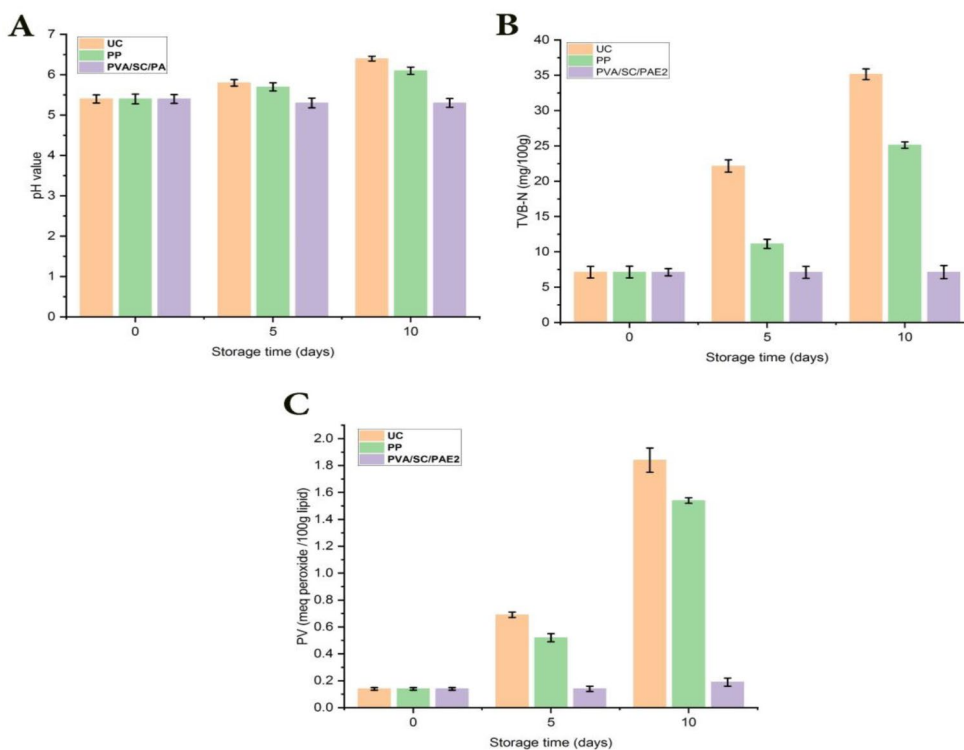 A
UC
PP
PVA/SC/PA
7
6
5
4
3
2
1
0
pH value
0 5 10
Storage time (days)
B
UC
PP
PVA/SC/PAE2
40
35
30
25
20
15
10
5
0
TVB-N (mg/100g)
0 5 10
Storage time (days)
C
UC
PP
PVA/SC/PAE2
2.0
1.8
1.6
1.4
1.2
1.0
0.8
0.6
0.4
0.2
0.0
PV (meq peroxide /100g lipid)
0 5 10
Storage time (days)